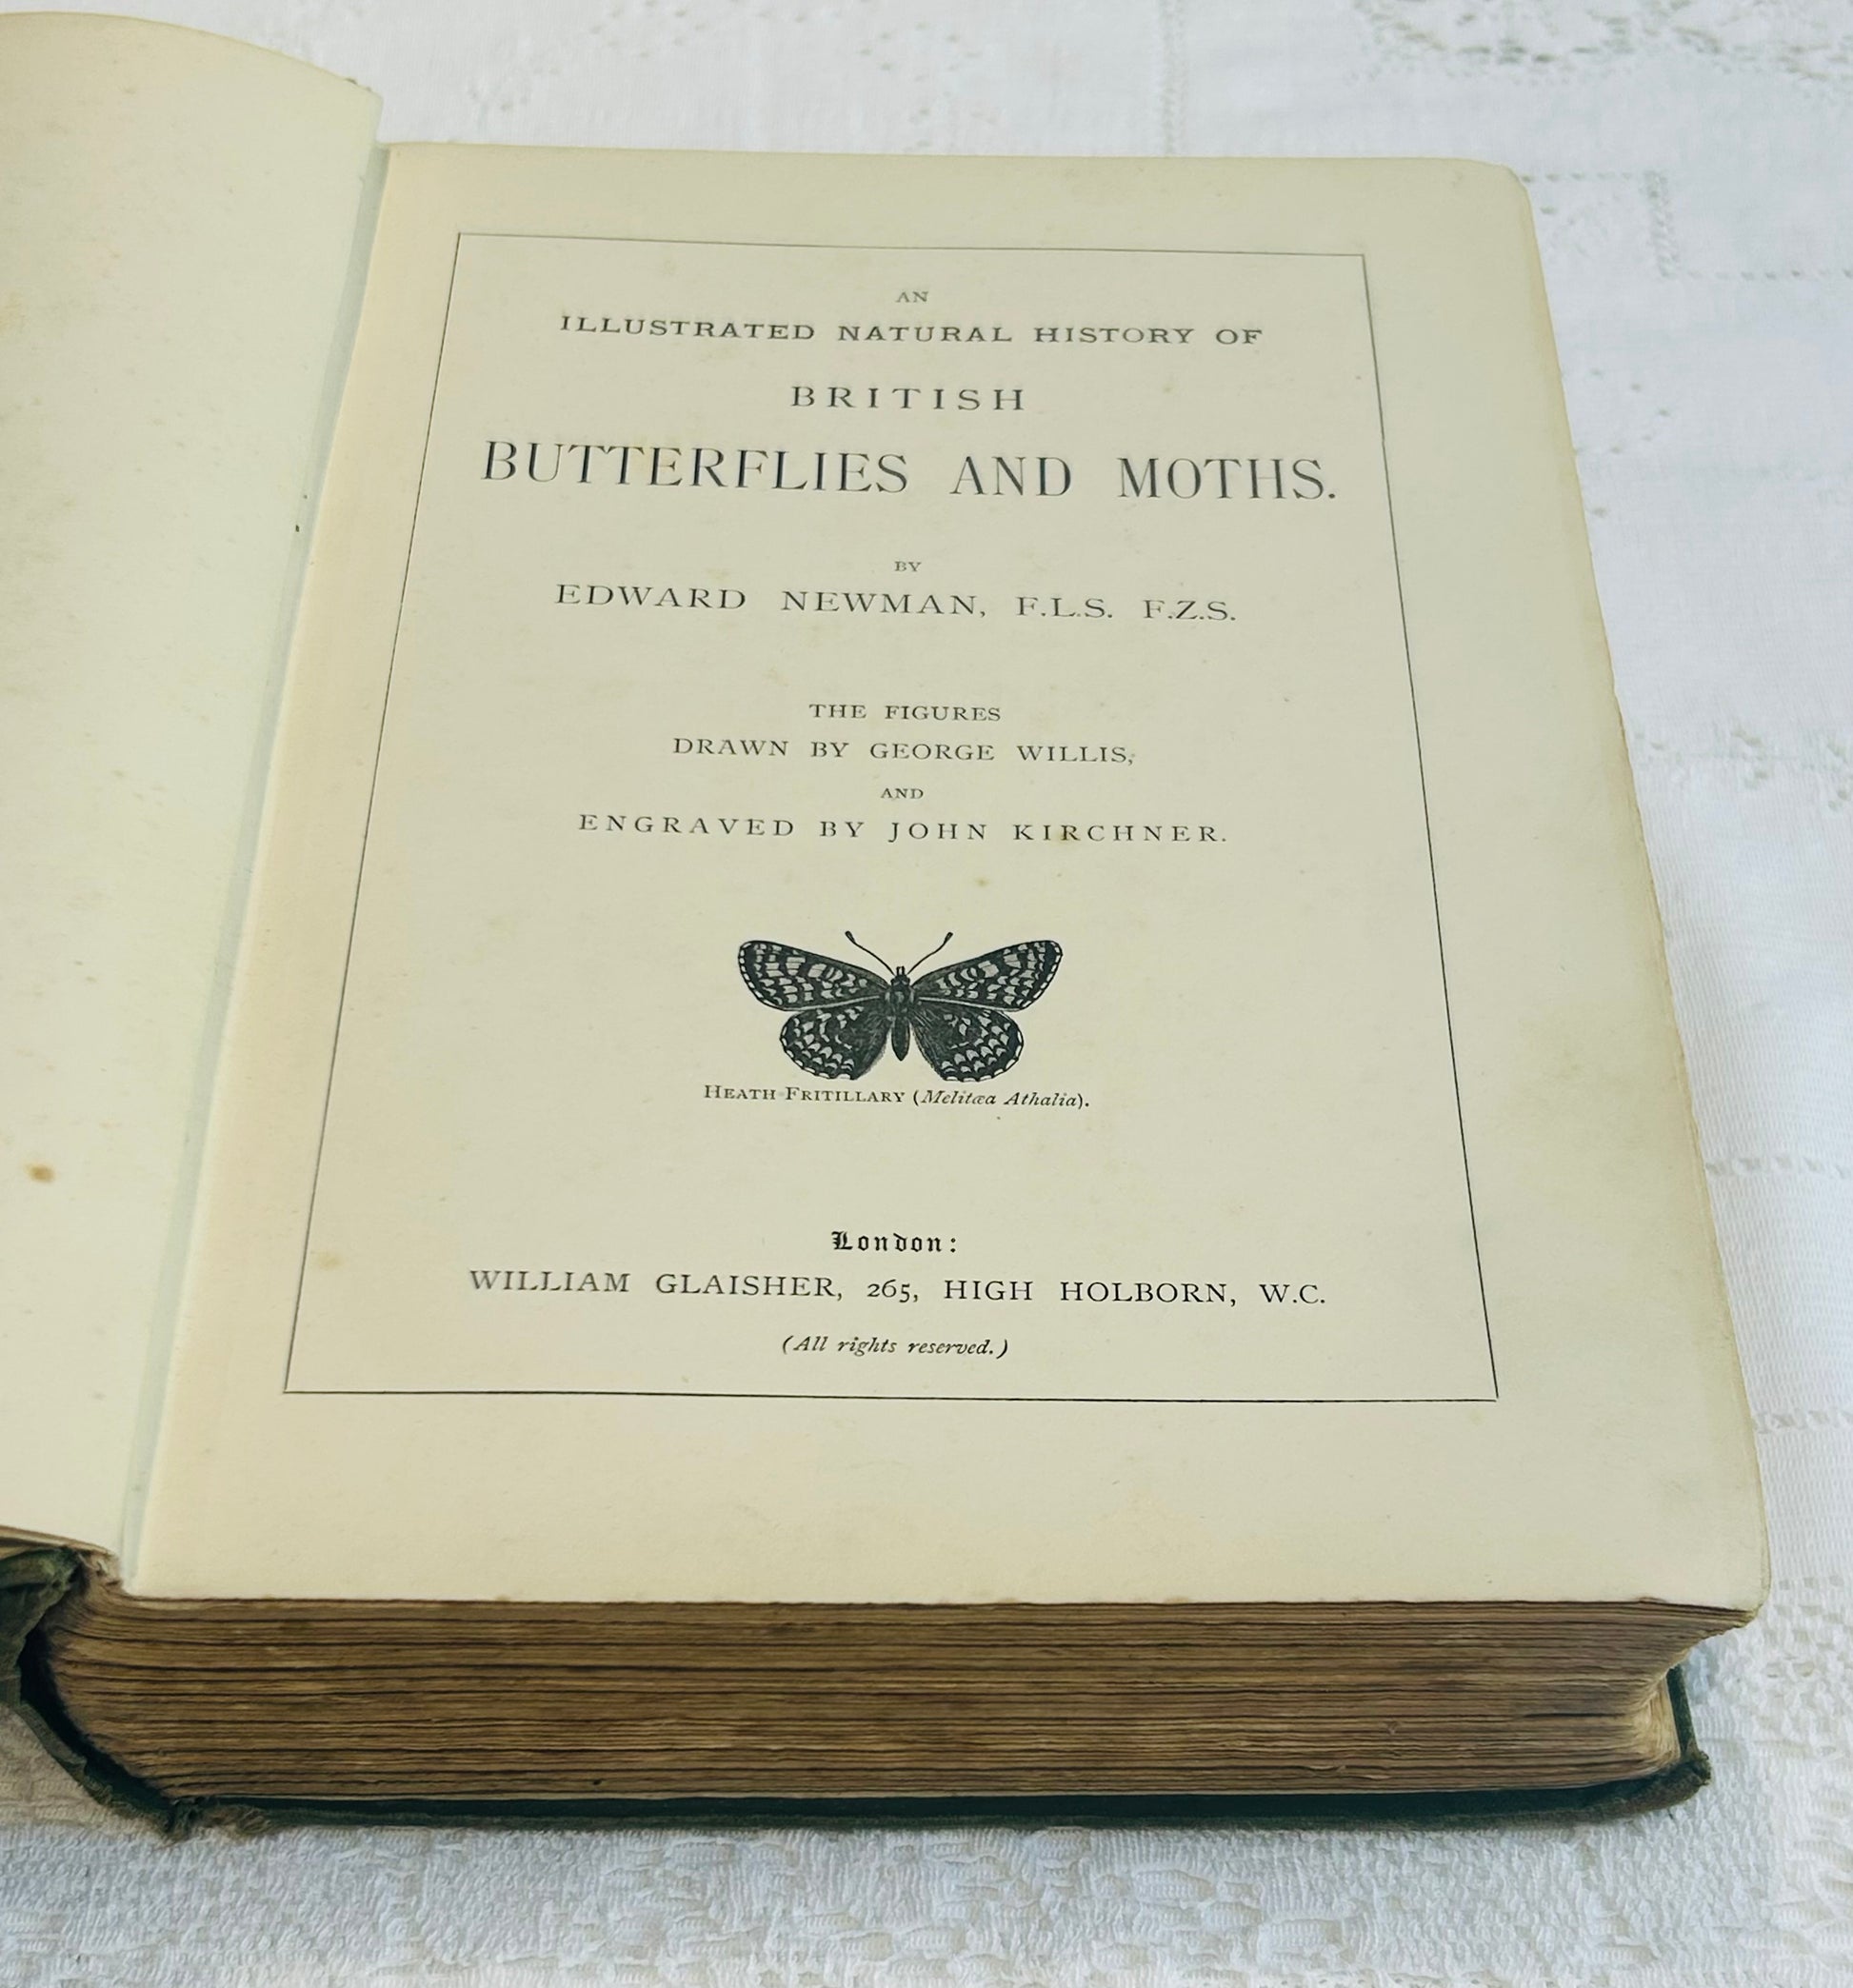 AN
ILLUSTRATED NATURAL HISTORY OF
BRITISH
BUTTERFLIES AND MOTHS.
BY
EDWARD NEWMAN, F.L.S. F.Z.S.
THE FIGURES
DRAWN BY GEORGE WILLIS,
AND
ENGRAVED BY JOHN KIRCHNER.
HEATH FRITILLARY (Melitæa Athalia).
London:
WILLIAM GLAISHER, 265, HIGH HOLBORN, W.C.
(All rights reserved.)